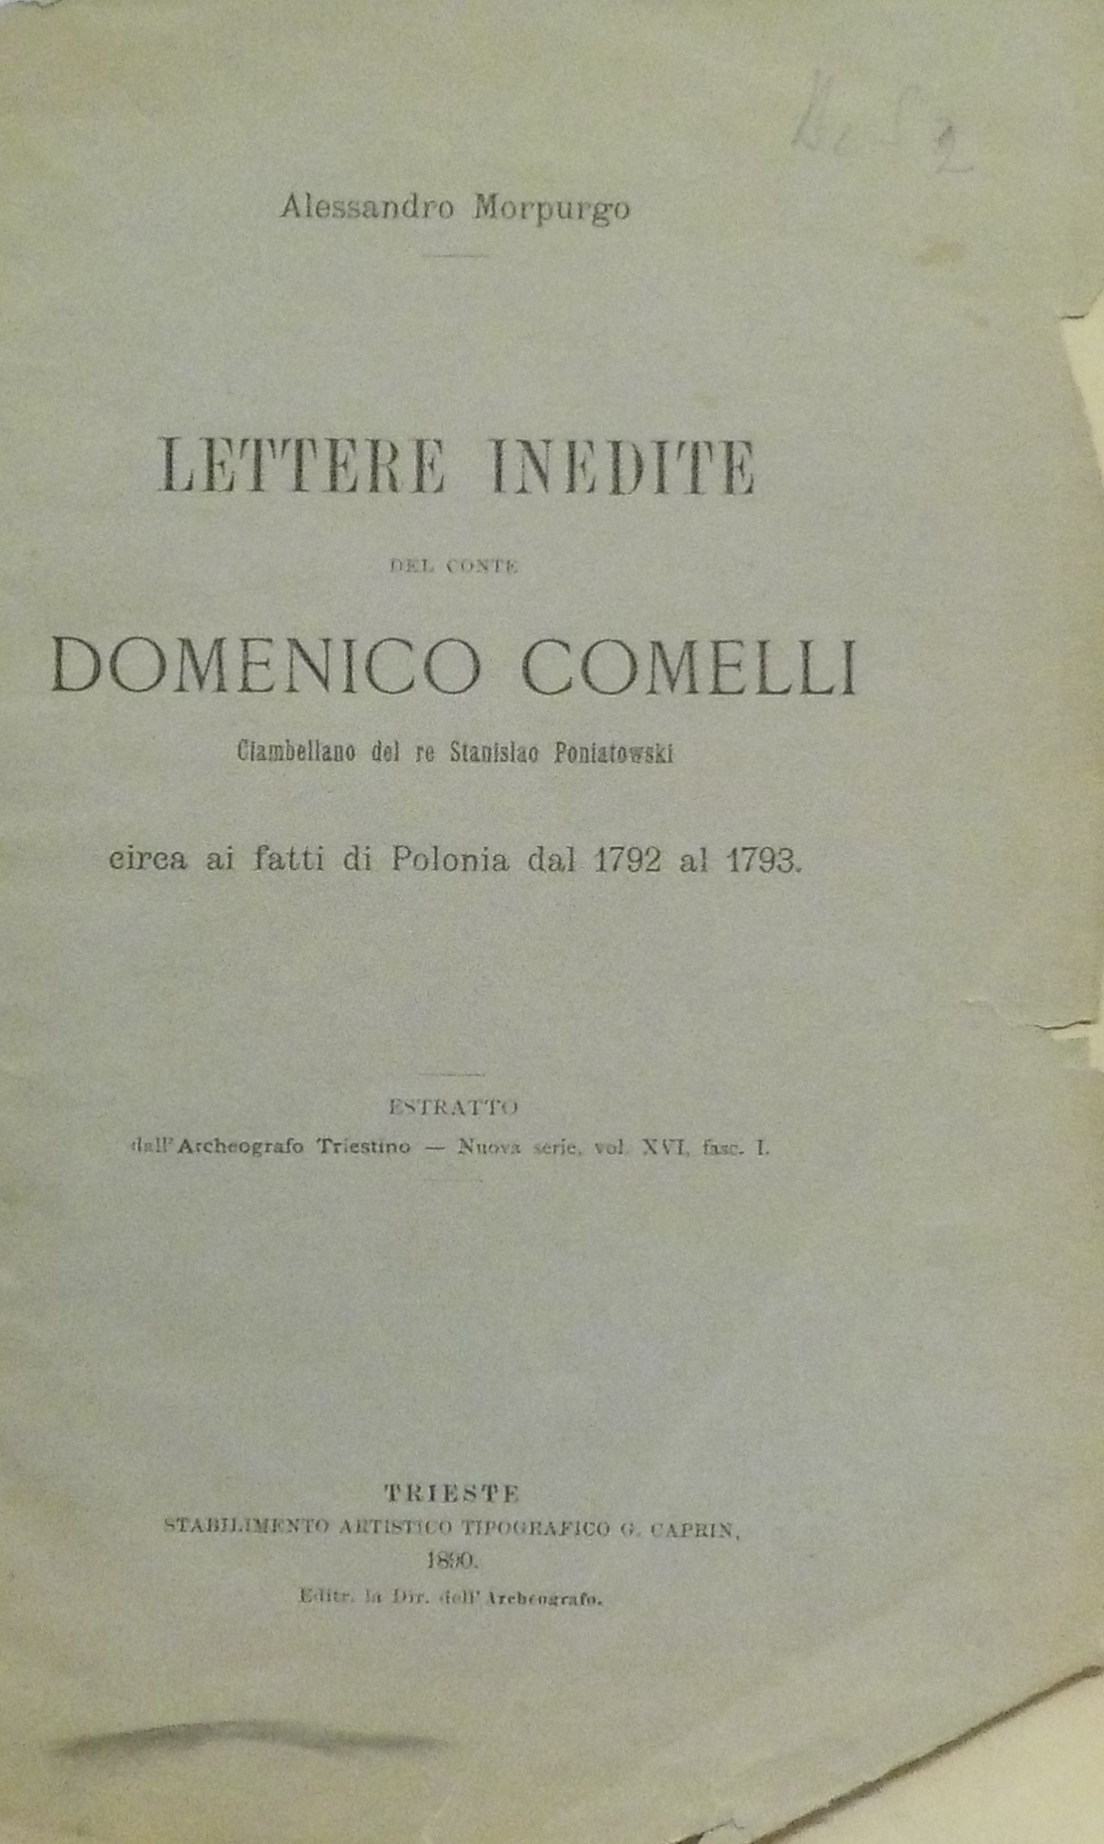 Alessandro Morpurgo
LETTERE INEDITE
DEL CONTE
DOMENICO COMELLI
Ciambellano del re Stanislao Poniatowski
circa ai fatti di Polonia dal 1792 al 1793.
ESTRATTO
dall'Archeografo Triestino — Nuova serie, vol. XVI, fasc. I.
TRIESTE
STABILIMENTO ARTISTICO TIPOGRAFICO G. CAPRIN,
1890.
Editr. la Dir. dell'Archeografo.